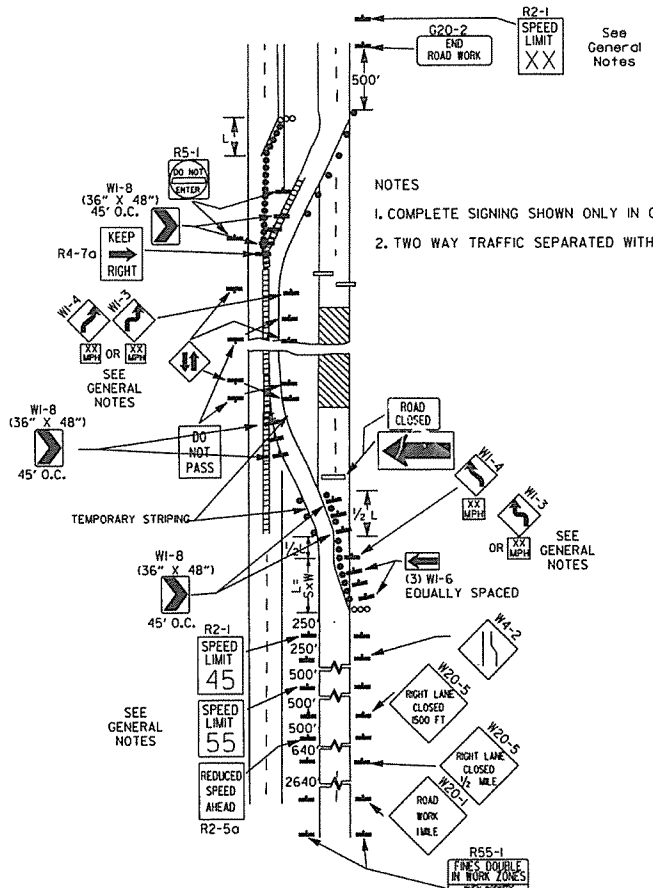 R2-1
SPEED
LIMIT
XX
See
General
Notes
G20-2
END
ROAD WORK
500'
L
R5-1
DO NOT
ENTER
W1-8
(36" X 48")
45' O.C.
R4-7a
KEEP
RIGHT
NOTES
1. COMPLETE SIGNING SHOWN ONLY IN
2. TWO WAY TRAFFIC SEPARATED WITH
W1-4
W1-3
XX
MPH
OR
XX
MPH
SEE
GENERAL
NOTES
W1-8
(36" X 48")
45' O.C.
DO
NOT
PASS
ROAD
CLOSED
TEMPORARY STRIPING
1/2 L
W1-4
XX
MPH
W1-3
OR
XX
MPH
SEE
GENERAL
NOTES
1/2 L
L=
SxW
W1-8
(36" X 48")
45' O.C.
(3) W1-6
EQUALLY SPACED
R2-1
SPEED
LIMIT
45
250'
250'
500'
500'
500'
640'
2640'
W4-2
SEE
GENERAL
NOTES
SPEED
LIMIT
55
W20-5
RIGHT LANE
CLOSED
1500 FT
W20-5
RIGHT LANE
CLOSED
1/2 MILE
REDUCED
SPEED
AHEAD
R2-5a
W20-1
ROAD
WORK
1 MILE
R55-1
FINES DOUBLE
IN WORK ZONES